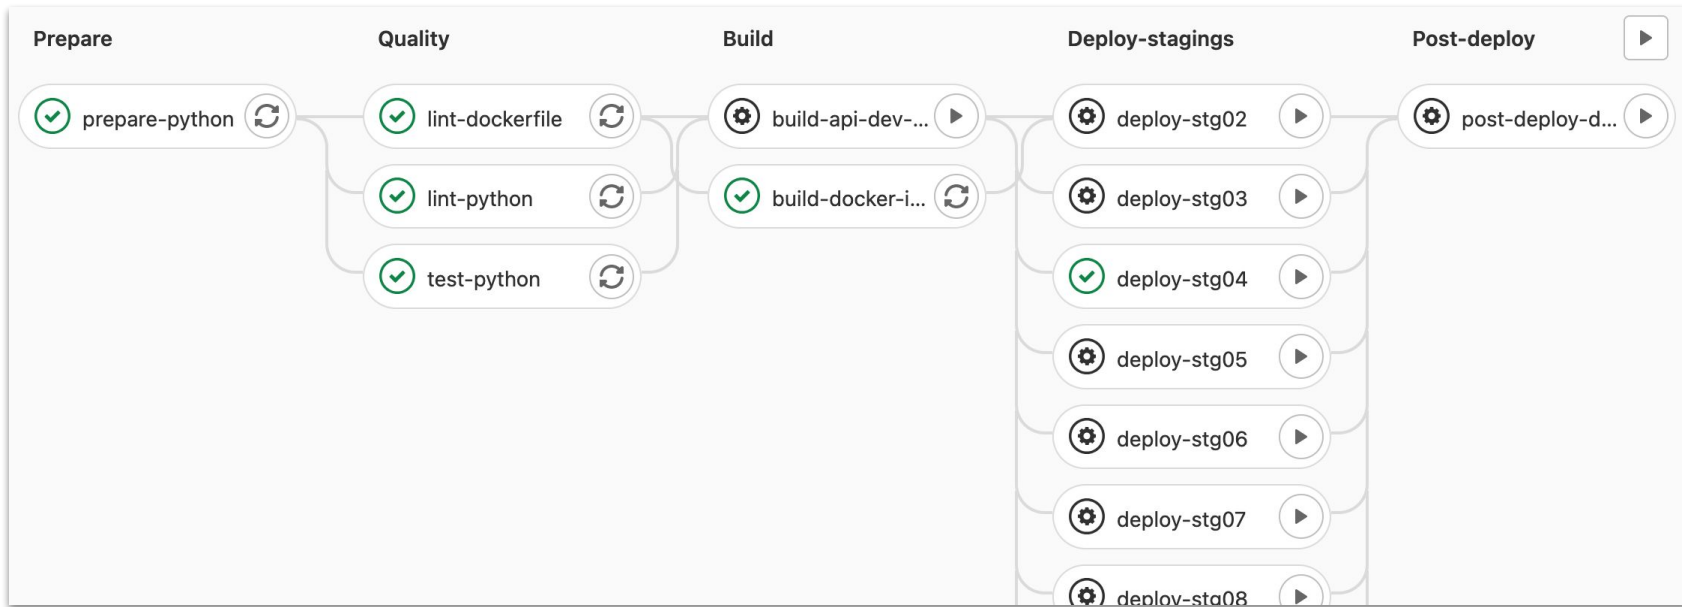 Prepare
Quality
Build
Deploy-stagings
Post-deploy
prepare-python
lint-dockerfile
lint-python
test-python
build-api-dev-...
build-docker-i...
deploy-stg02
deploy-stg03
deploy-stg04
deploy-stg05
deploy-stg06
deploy-stg07
deploy-stg08
post-deploy-d...